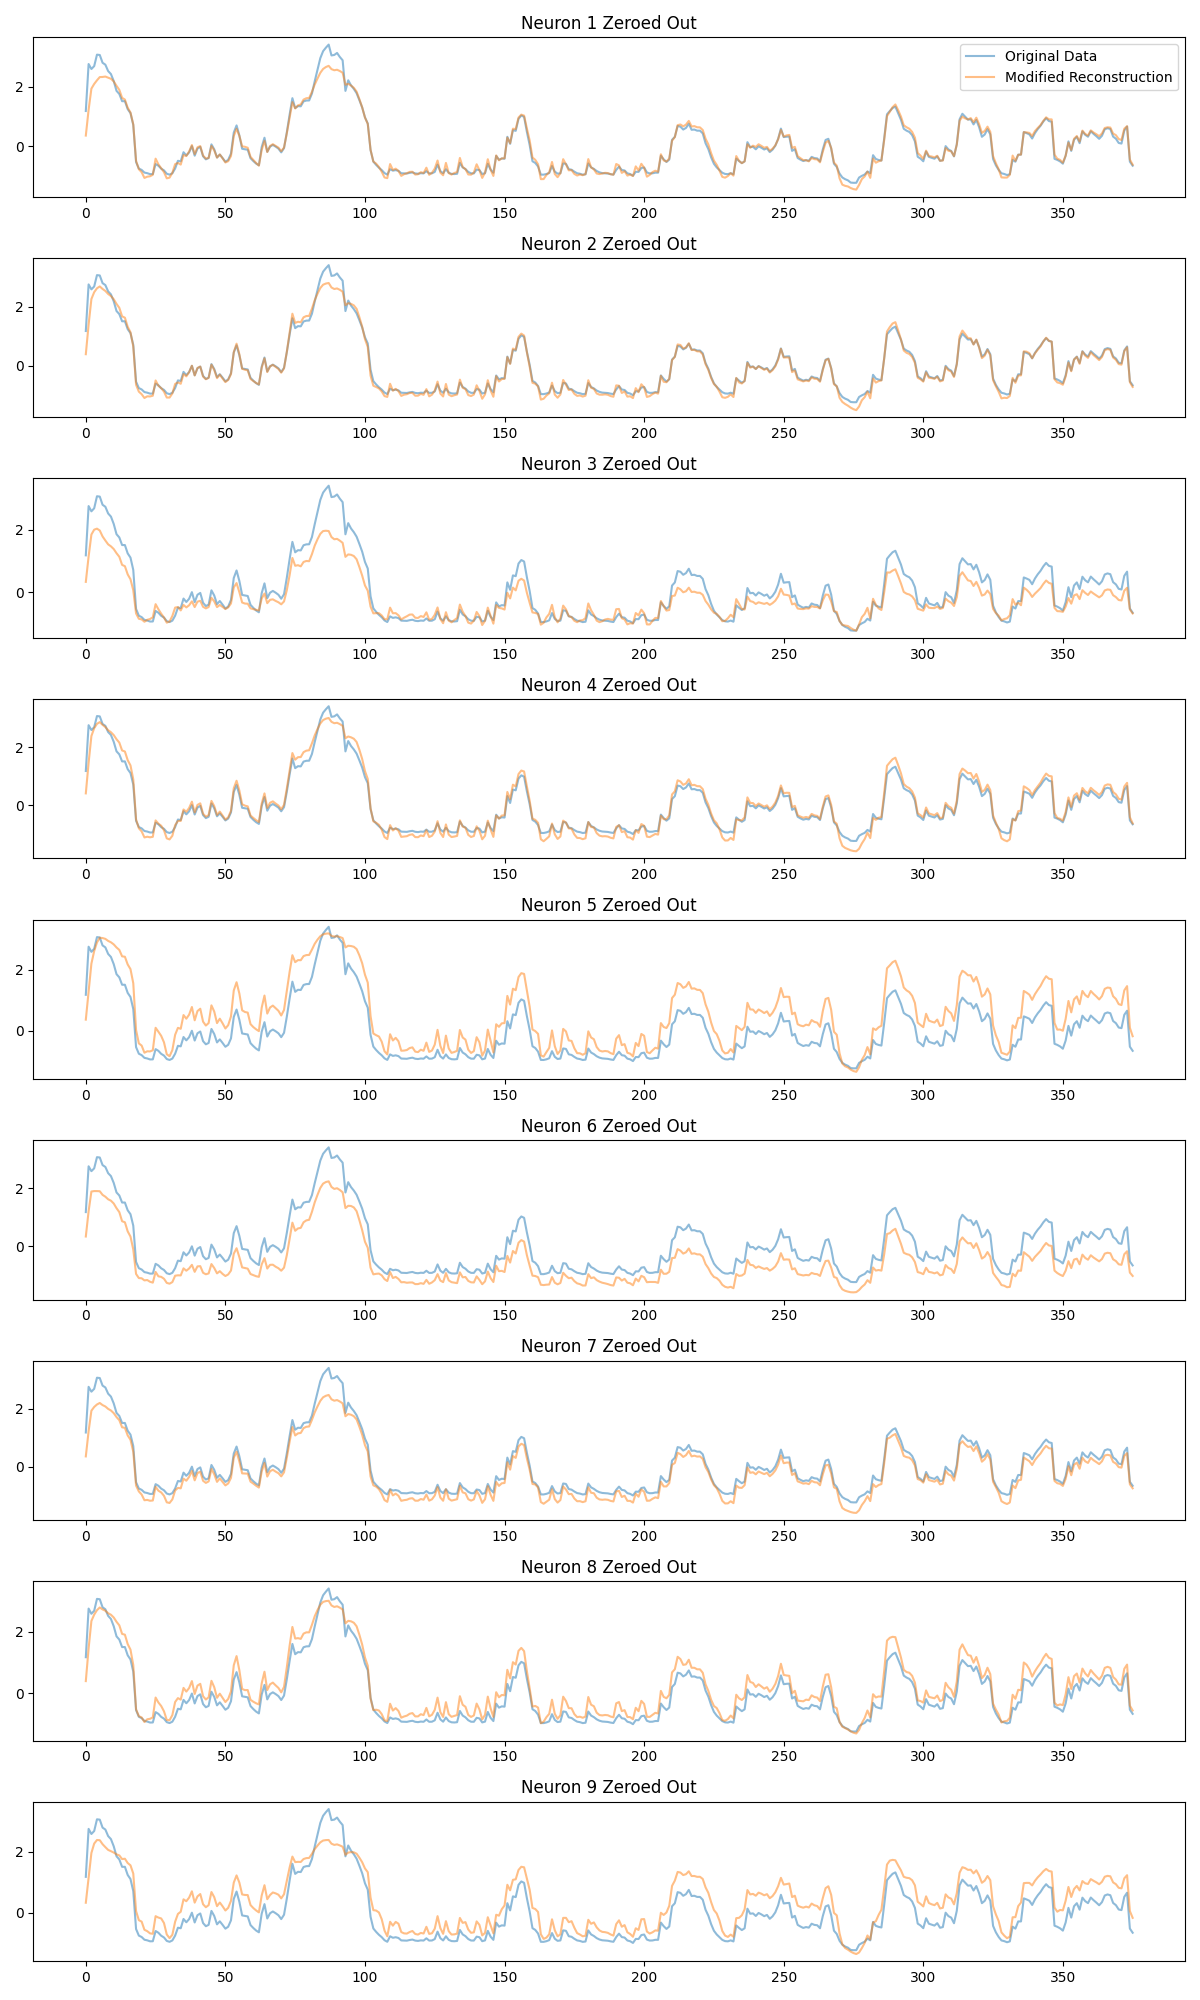 Neuron 1 Zeroed Out
Original Data
Modified Reconstruction
2
0
0 50 100 150 200 250 300 350
Neuron 2 Zeroed Out
2
0
0 50 100 150 200 250 300 350
Neuron 3 Zeroed Out
2
0
0 50 100 150 200 250 300 350
Neuron 4 Zeroed Out
2
0
0 50 100 150 200 250 300 350
Neuron 5 Zeroed Out
2
0
0 50 100 150 200 250 300 350
Neuron 6 Zeroed Out
2
0
0 50 100 150 200 250 300 350
Neuron 7 Zeroed Out
2
0
0 50 100 150 200 250 300 350
Neuron 8 Zeroed Out
2
0
0 50 100 150 200 250 300 350
Neuron 9 Zeroed Out
2
0
0 50 100 150 200 250 300 350